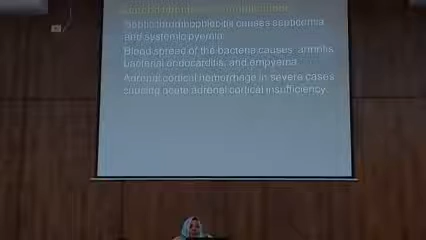 Septic thrombophlebitis causes septicemia
and systemic pyemia.
Blood spread of the bacteria causes, arthritis,
bacterial endocarditis, and empyema.
Adrenal cortical hemorrhage in severe cases
causing acute adrenal cortical insufficiency.